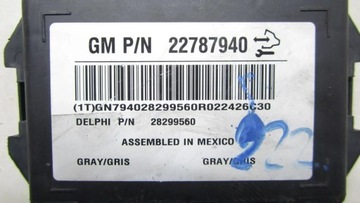 GM P/N 22787940
(1T)GN794028299560R022426C30
DELPHI P/N 28299560
ASSEMBLED IN MEXICO
GRAY/GRIS GRAY/GRIS